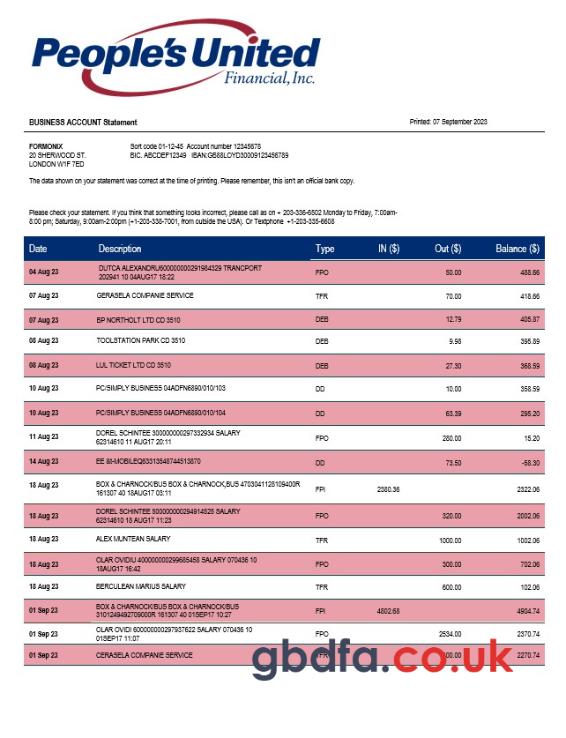 People's United
Financial, Inc.
BUSINESS ACCOUNT Statement Printed: 07 September 2023
FORMONIX Sort code 01-12-45 Account number 12345678
20 SHERWOOD ST. BIC. ABCDEF12349 IBAN:GB88LOYD30009123456789
LONDON W1F 7ED
The data shown on your statement was correct at the time of printing. Please remember, this isn't an official bank copy.
Please check your statement. If you think that something looks incorrect, please call as on + 203-338-6802 Monday to Friday, 7:00am-
8:00 pm; Saturday, 9:00am-2:00pm (+1-203-338-7001, from outside the USA). Or Textphone +1-203-335-6608
Date Description Type IN ($) Out ($) Balance ($)
04 Aug 23 DUTCA ALEXANDRU600000000291984329 TRANCPORT FPO 50.00 488.66
202941 10 04AUG17 18:22
07 Aug 23 GERASELA COMPANIE SERVICE TFR 70.00 418.66
07 Aug 23 BP NORTHOLT LTD CD 3510 DEB 12.79 405.87
08 Aug 23 TOOLSTATION PARK CD 3510 DEB 9.98 395.89
08 Aug 23 LUL TICKET LTD CD 3510 DEB 27.30 368.59
10 Aug 23 PC/SIMPLY BUSINESS 04ADFN6890/010/103 DD 10.00 358.59
10 Aug 23 PC/SIMPLY BUSINESS 04ADFN6890/010/104 DD 63.39 295.20
11 Aug 23 DOREL SCHINTEE 300000000297332934 SALARY FPO 280.00 15.20
62314610 11 AUG17 20:11
14 Aug 23 EE &t-MOBILEQ63313548744513870 DD 73.50 -58.30
18 Aug 23 BOX & CHARNOCK/BUS BOX & CHARNOCK,BUS 4703041128109400R FPI 2380.36 2322.06
161307 40 18AUG17 03:11
18 Aug 23 DOREL SCHINTEE 500000000294914525 SALARY FPO 320.00 2002.06
62314610 18 AUG17 11:23
18 Aug 23 ALEX MUNTEAN SALARY TFR 1000.00 1002.06
18 Aug 23 CLAR OVIDIU 400000000299685458 SALARY 070436 10 FPO 300.00 702.06
18AUG17 16:42
18 Aug 23 BERCULEAN MARIUS SALARY TFR 600.00 102.06
01 Sep 23 BOX & CHARNOCK/BUS BOX & CHARNOCK/BUS FPI 4802.68 4904.74
3101249492709000R 161307 40 01SEP17 10:27
01 Sep 23 CLAR OVIDI 600000000297937622 SALARY 070436 10 FPO 2534.00 2370.74
01SEP17 11:07
01 Sep 23 CERASELA COMPANIE SERVICE TFR 2270.74
gbdfa.co.uk